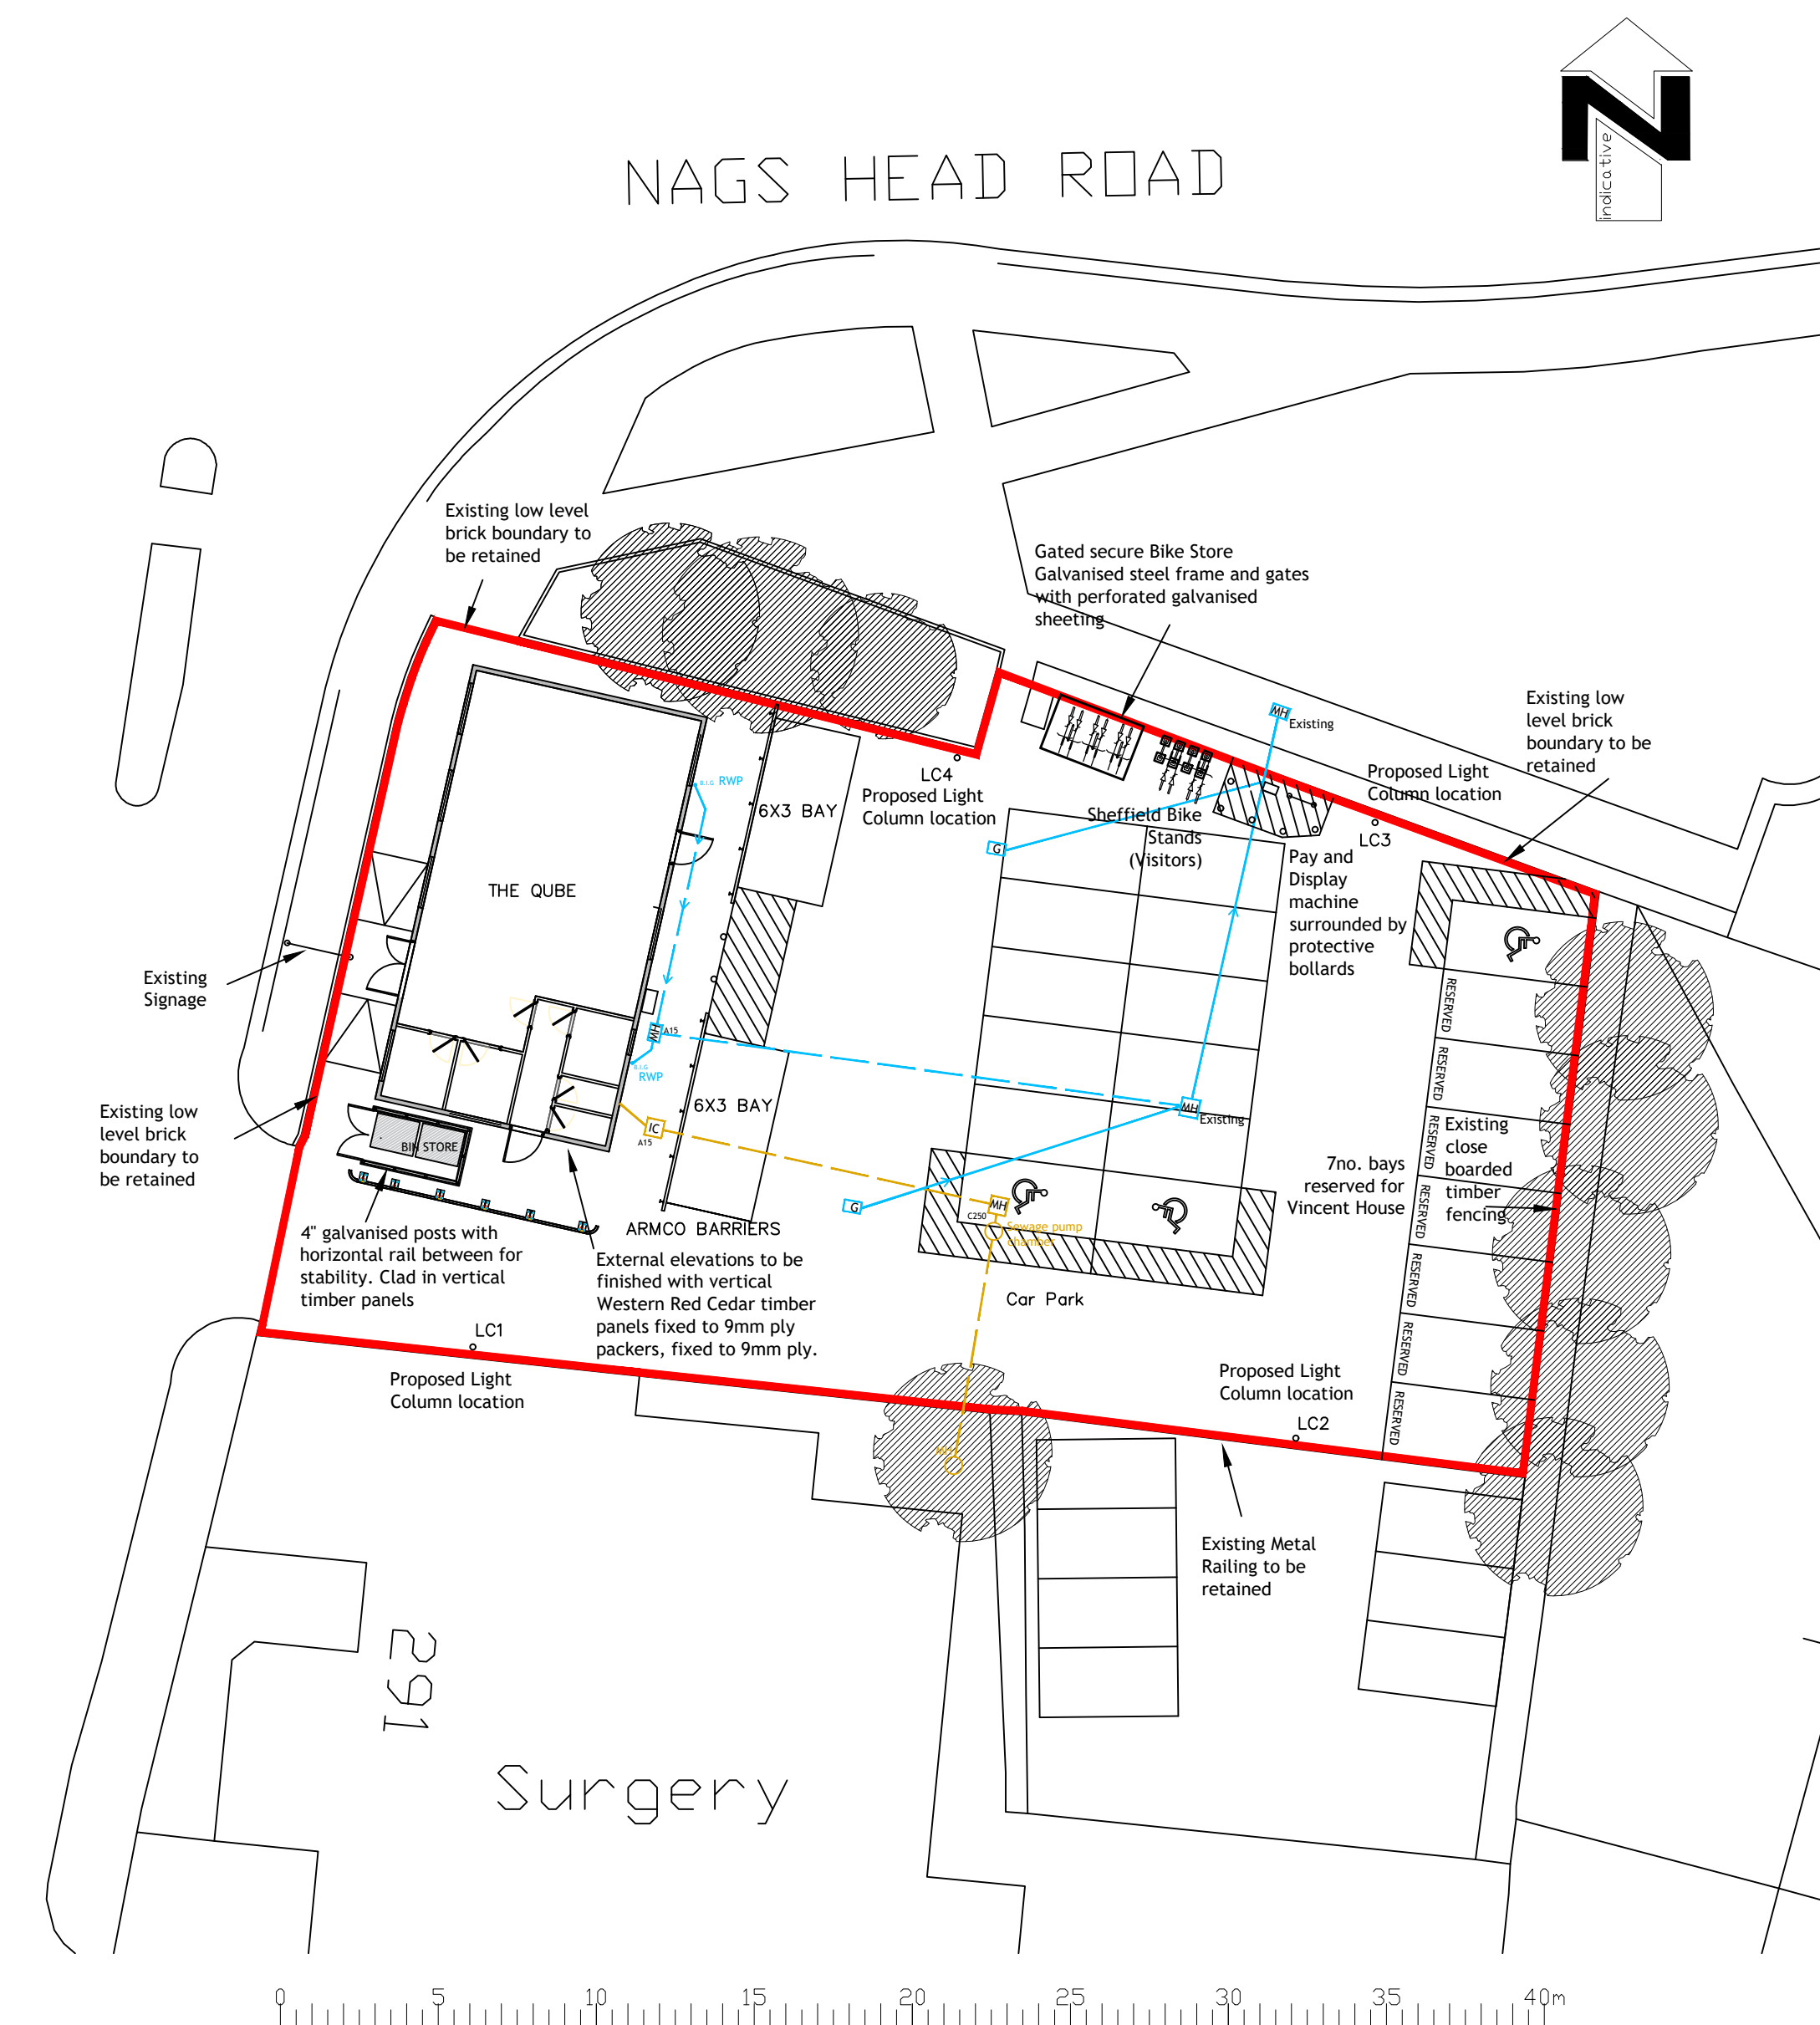 indicative
N
NAGS HEAD ROAD
Existing low level
brick boundary to
be retained
Gated secure Bike Store
Galvanised steel frame and gates
with perforated galvanised
sheeting
MH
Existing
Existing low
level brick
boundary to be
retained
LC4
Proposed Light
Column location
Proposed Light
Column location
LC3
B.I.G RWP
6X3 BAY
Sheffield Bike
Stands
(Visitors)
G
Pay and
Display
machine
surrounded by
protective
bollards
THE QUBE
Existing
Signage
MH
A15
B.I.G
RWP
RESERVED
RESERVED
RESERVED
RESERVED
RESERVED
RESERVED
RESERVED
Existing low
level brick
boundary to
be retained
BIN STORE
IC
A15
6X3 BAY
MH
Existing
7no. bays
reserved for
Vincent House
Existing
close
boarded
timber
fencing
G
MH
C250
Sewage pump
chamber
ARMCO BARRIERS
4" galvanised posts with
horizontal rail between for
stability. Clad in vertical
timber panels
External elevations to be
finished with vertical
Western Red Cedar timber
panels fixed to 9mm ply
packers, fixed to 9mm ply.
Car Park
LC1
Proposed Light
Column location
Proposed Light
Column location
LC2
MH
Existing Metal
Railing to be
retained
291
Surgery
0 5 10 15 20 25 30 35 40m